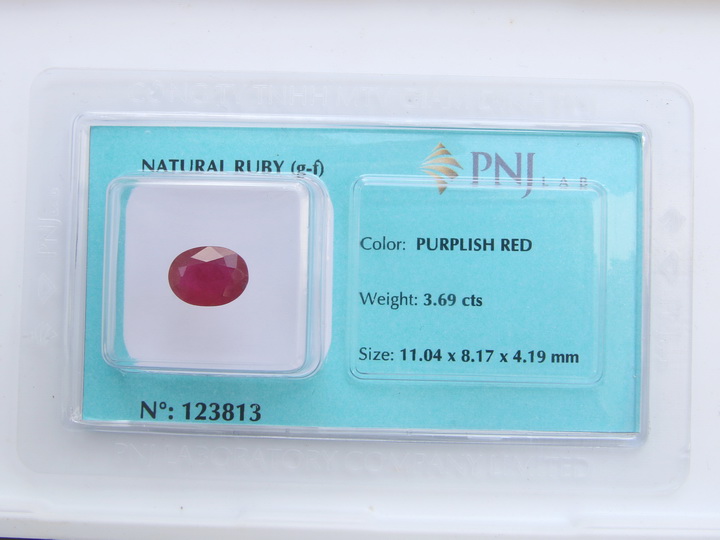 NATURAL RUBY (g-f)
PNJ LAB
Color: PURPLISH RED
Weight: 3.69 cts
Size: 11.04 x 8.17 x 4.19 mm
N°: 123813